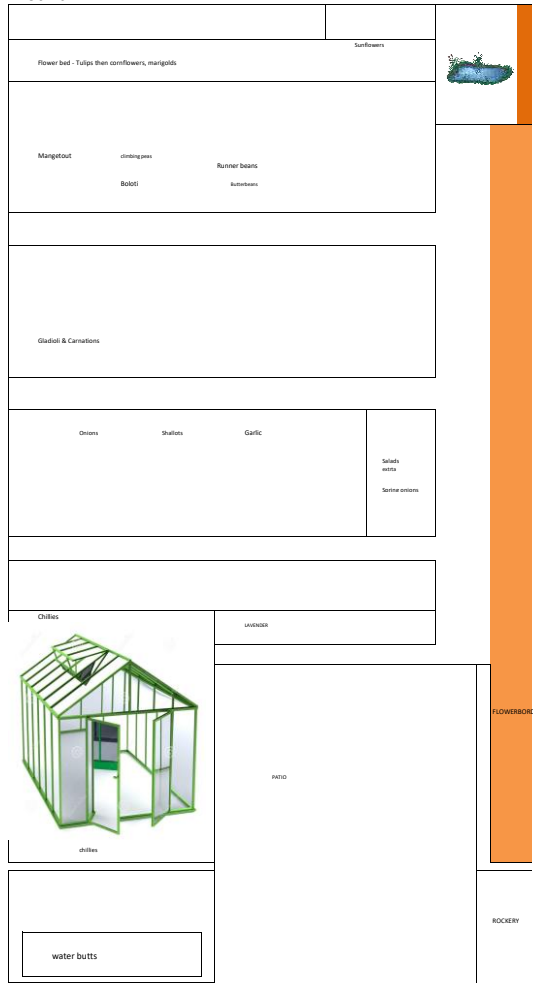 Sunflowers
Flower bed - Tulips then cornflowers, marigolds
Mangetout
climbing peas
Runner beans
Boloti
Butterbeans
Gladioli & Carnations
Onions
Shallots
Garlic
Salads
extrta
Sorine onions
Chillies
LAVENDER
FLOWERBORD
PATIO
chillies
ROCKERY
water butts